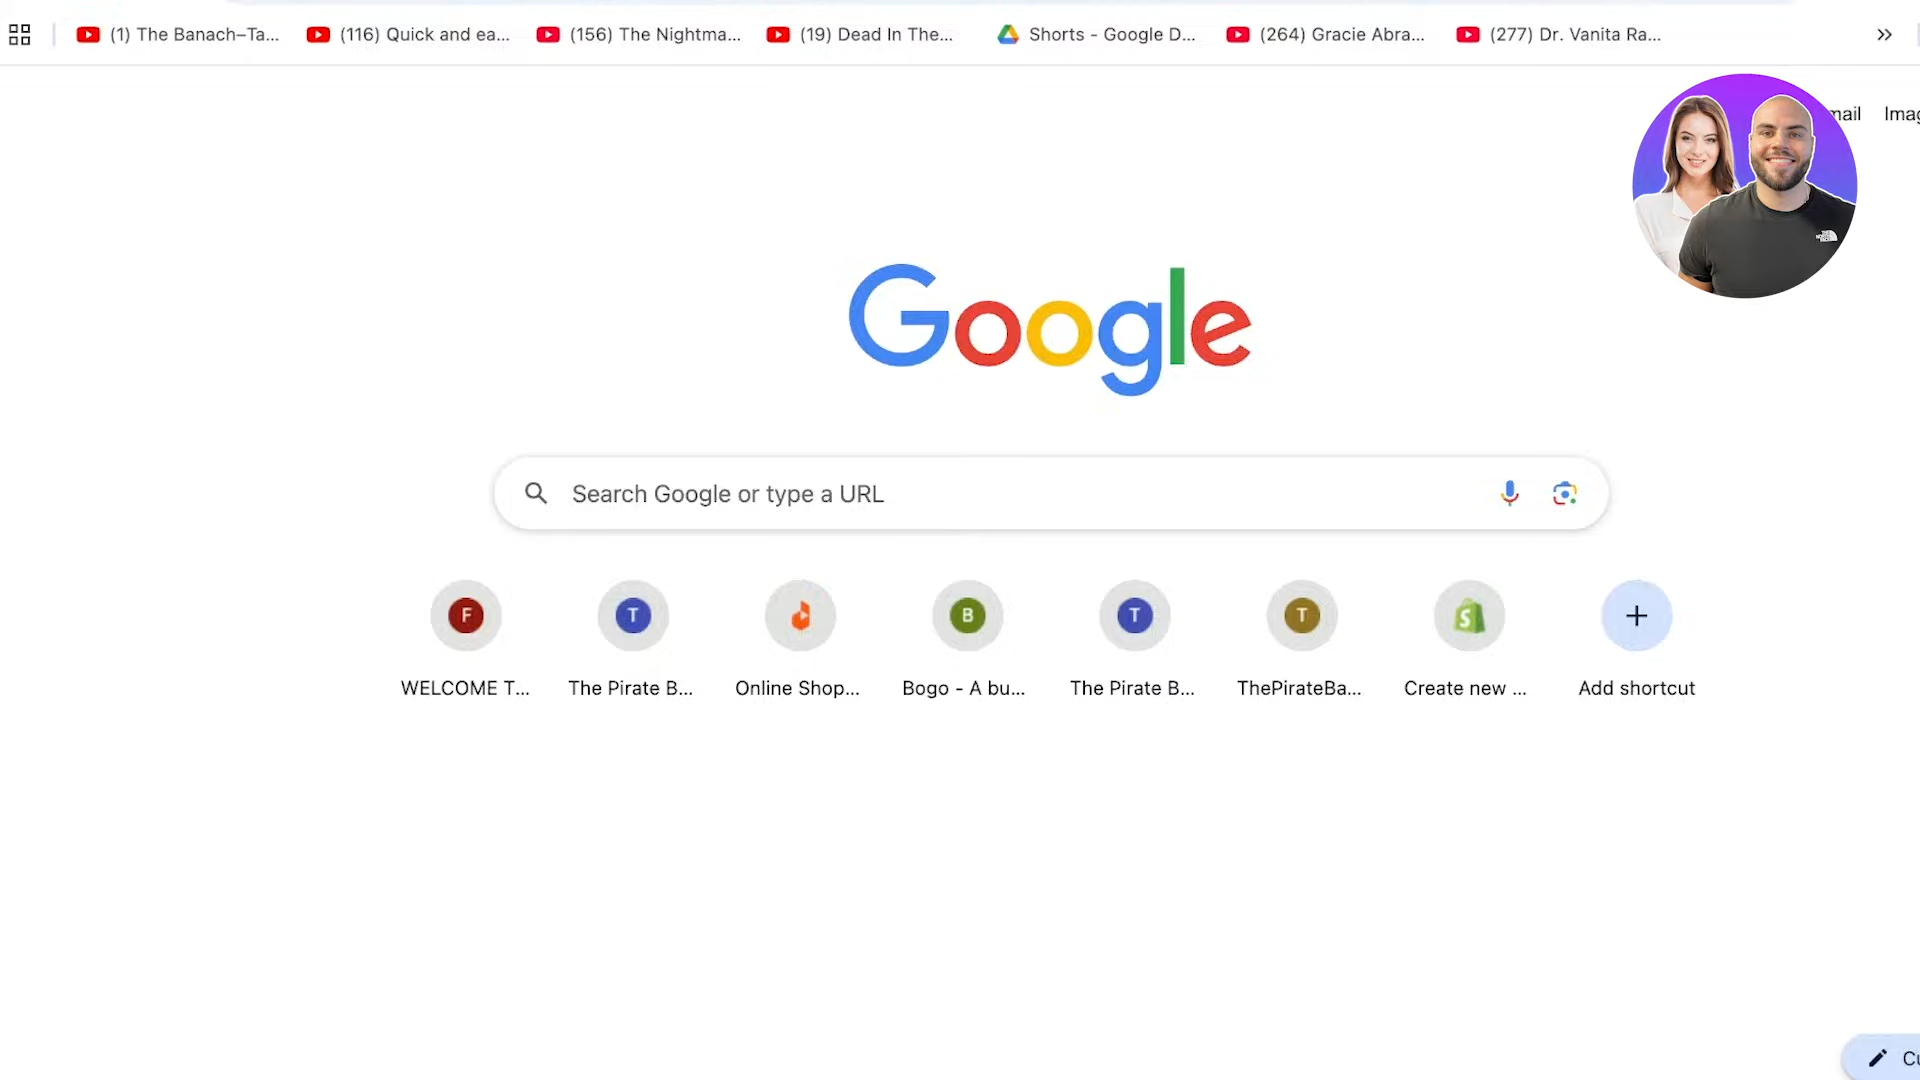 (1) The Banach–Ta... (116) Quick and ea... (156) The Nightma... (19) Dead In The... Shorts - Google D... (264) Gracie Abra... (277) Dr. Vanita Ra...
mail Imag
Google
Search Google or type a URL
F T B T T S
WELCOME T... The Pirate B... Online Shop... Bogo - A bu... The Pirate B... ThePirateBa... Create new ... Add shortcut